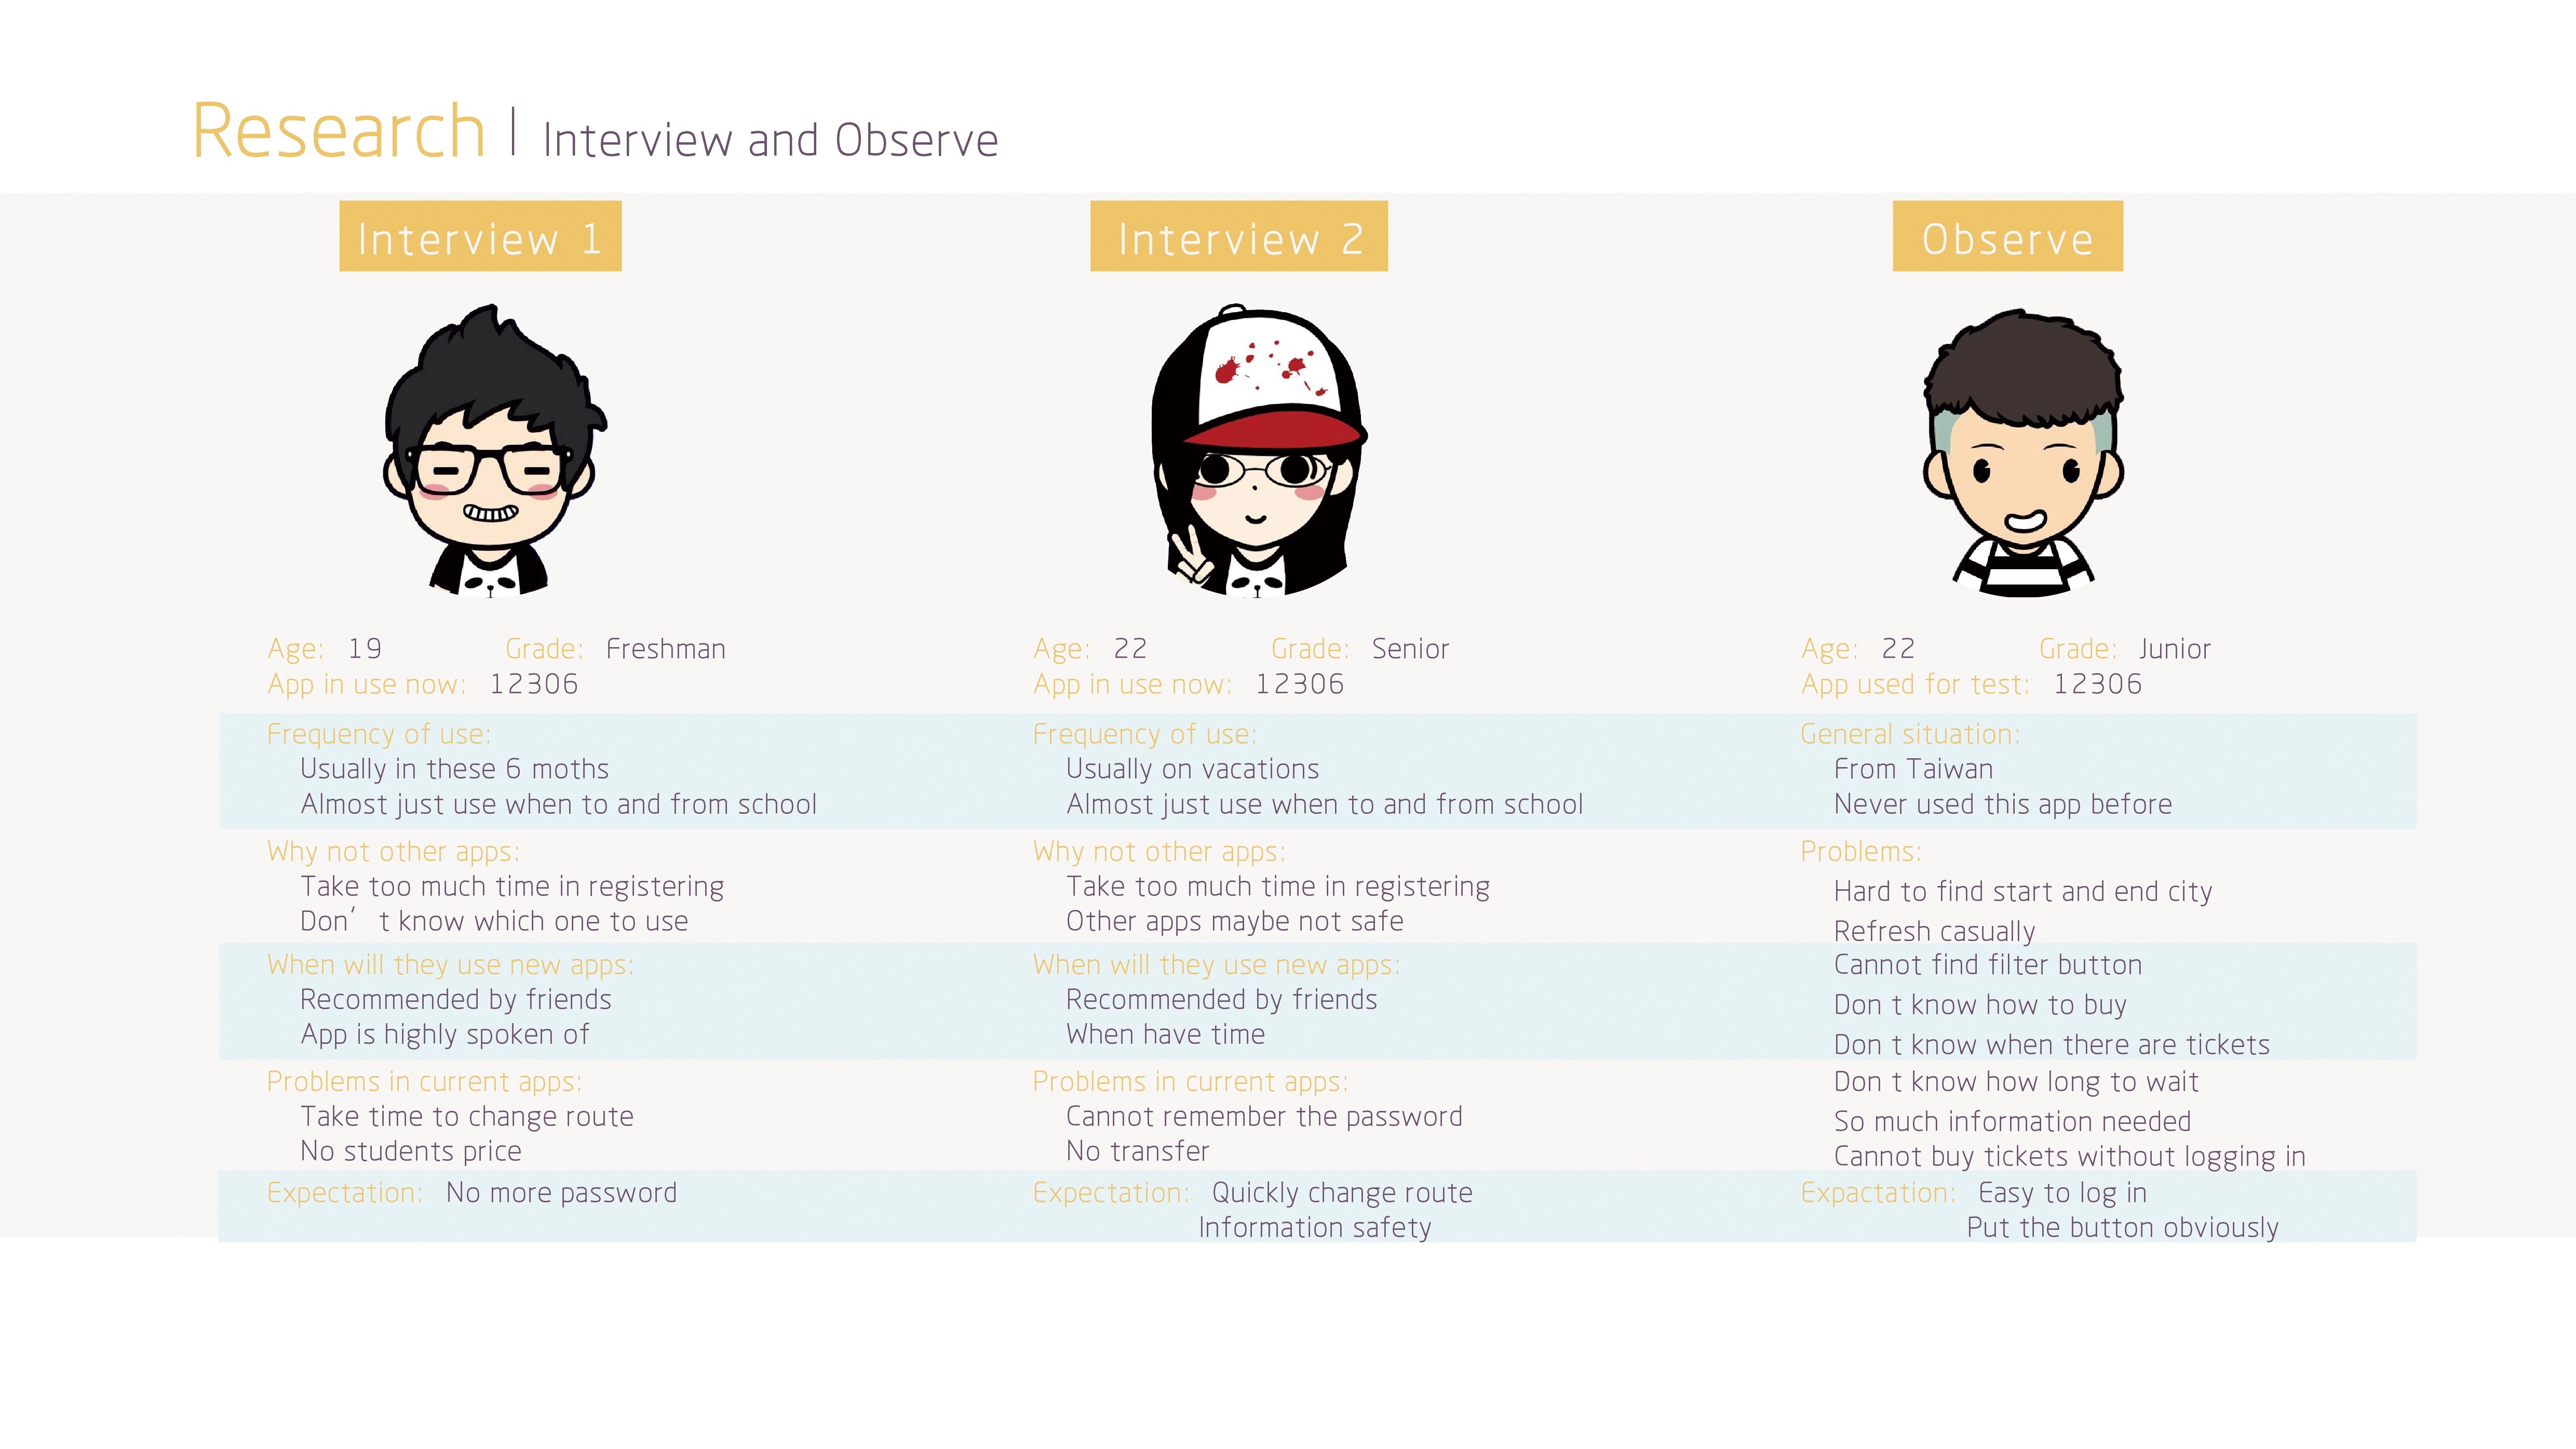 Research | Interview and Observe
Interview 1
Age: 19 Grade: Freshman
App in use now: 12306
Frequency of use:
Usually in these 6 moths
Almost just use when to and from school
Why not other apps:
Take too much time in registering
Don’ t know which one to use
When will they use new apps:
Recommended by friends
App is highly spoken of
Problems in current apps:
Take time to change route
No students price
Expectation: No more password
Interview 2
Age: 22 Grade: Senior
App in use now: 12306
Frequency of use:
Usually on vacations
Almost just use when to and from school
Why not other apps:
Take too much time in registering
Other apps maybe not safe
When will they use new apps:
Recommended by friends
When have time
Problems in current apps:
Cannot remember the password
No transfer
Expectation: Quickly change route
Information safety
Observe
Age: 22 Grade: Junior
App used for test: 12306
General situation:
From Taiwan
Never used this app before
Problems:
Hard to find start and end city
Refresh casually
Cannot find filter button
Don t know how to buy
Don t know when there are tickets
Don t know how long to wait
So much information needed
Cannot buy tickets without logging in
Expactation: Easy to log in
Put the button obviously